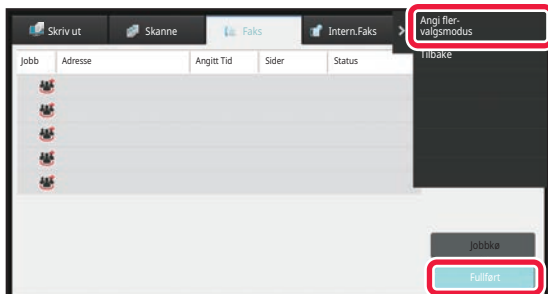 Skriv ut
Skanne
Faks
Intern.Faks
Angi fler-
valgsmodus
Tilbake
Jobb
Adresse
Angitt Tid
Sider
Status
Jobbkø
Fullført